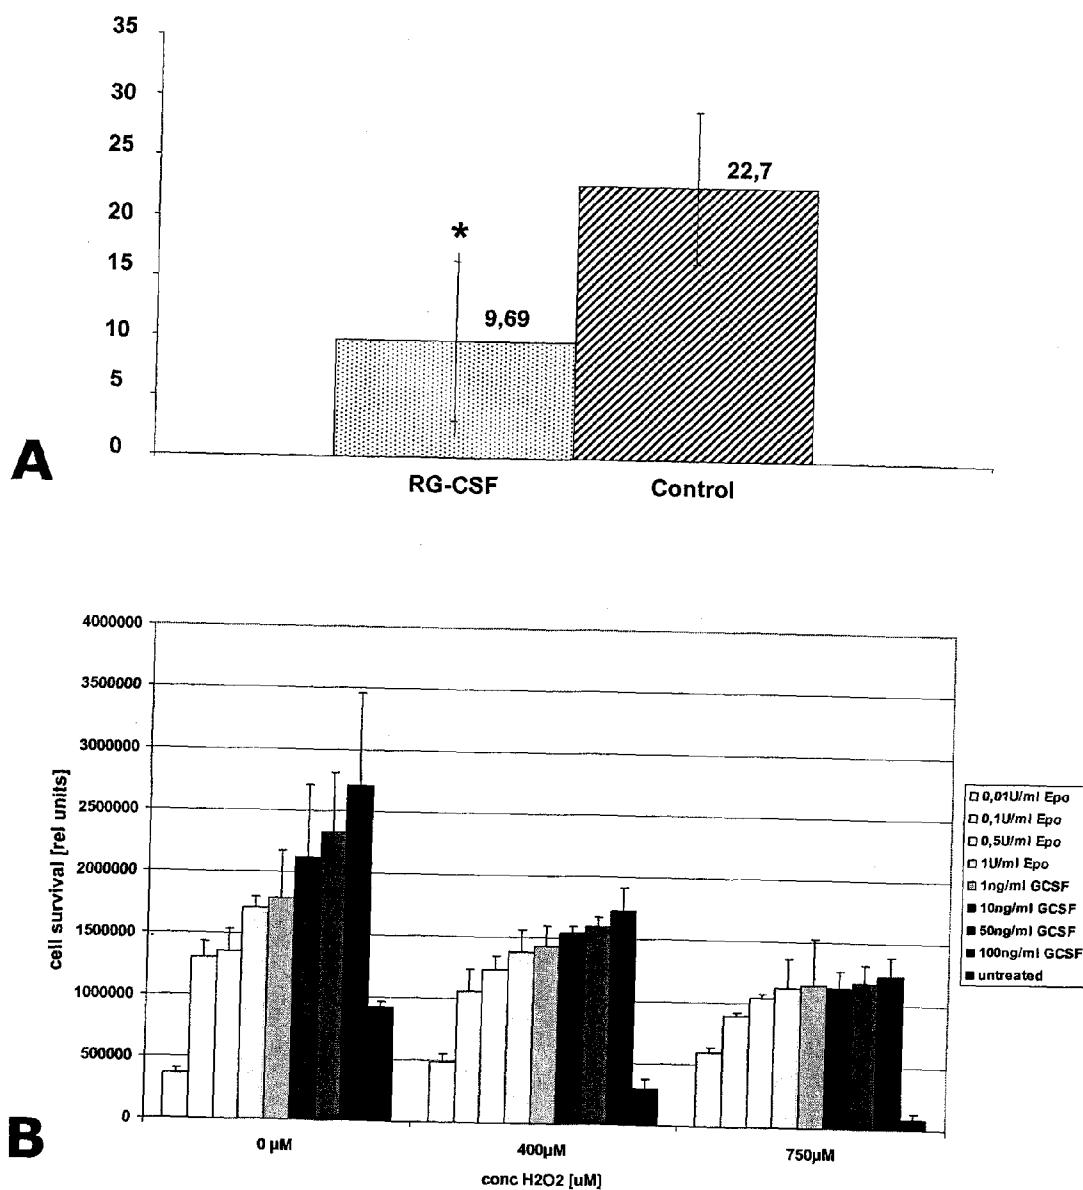 35
30
25
20
15
10
5
0
*
9,69
22,7
RG-CSF
Control
A
4000000
3500000
3000000
2500000
2000000
1500000
1000000
500000
0
cell survival [rel units]
0 µM
400µM
750µM
conc H2O2 [uM]
0,01U/ml Epo
0,1U/ml Epo
0,5U/ml Epo
1U/ml Epo
1ng/ml GCSF
10ng/ml GCSF
50ng/ml GCSF
100ng/ml GCSF
untreated
B